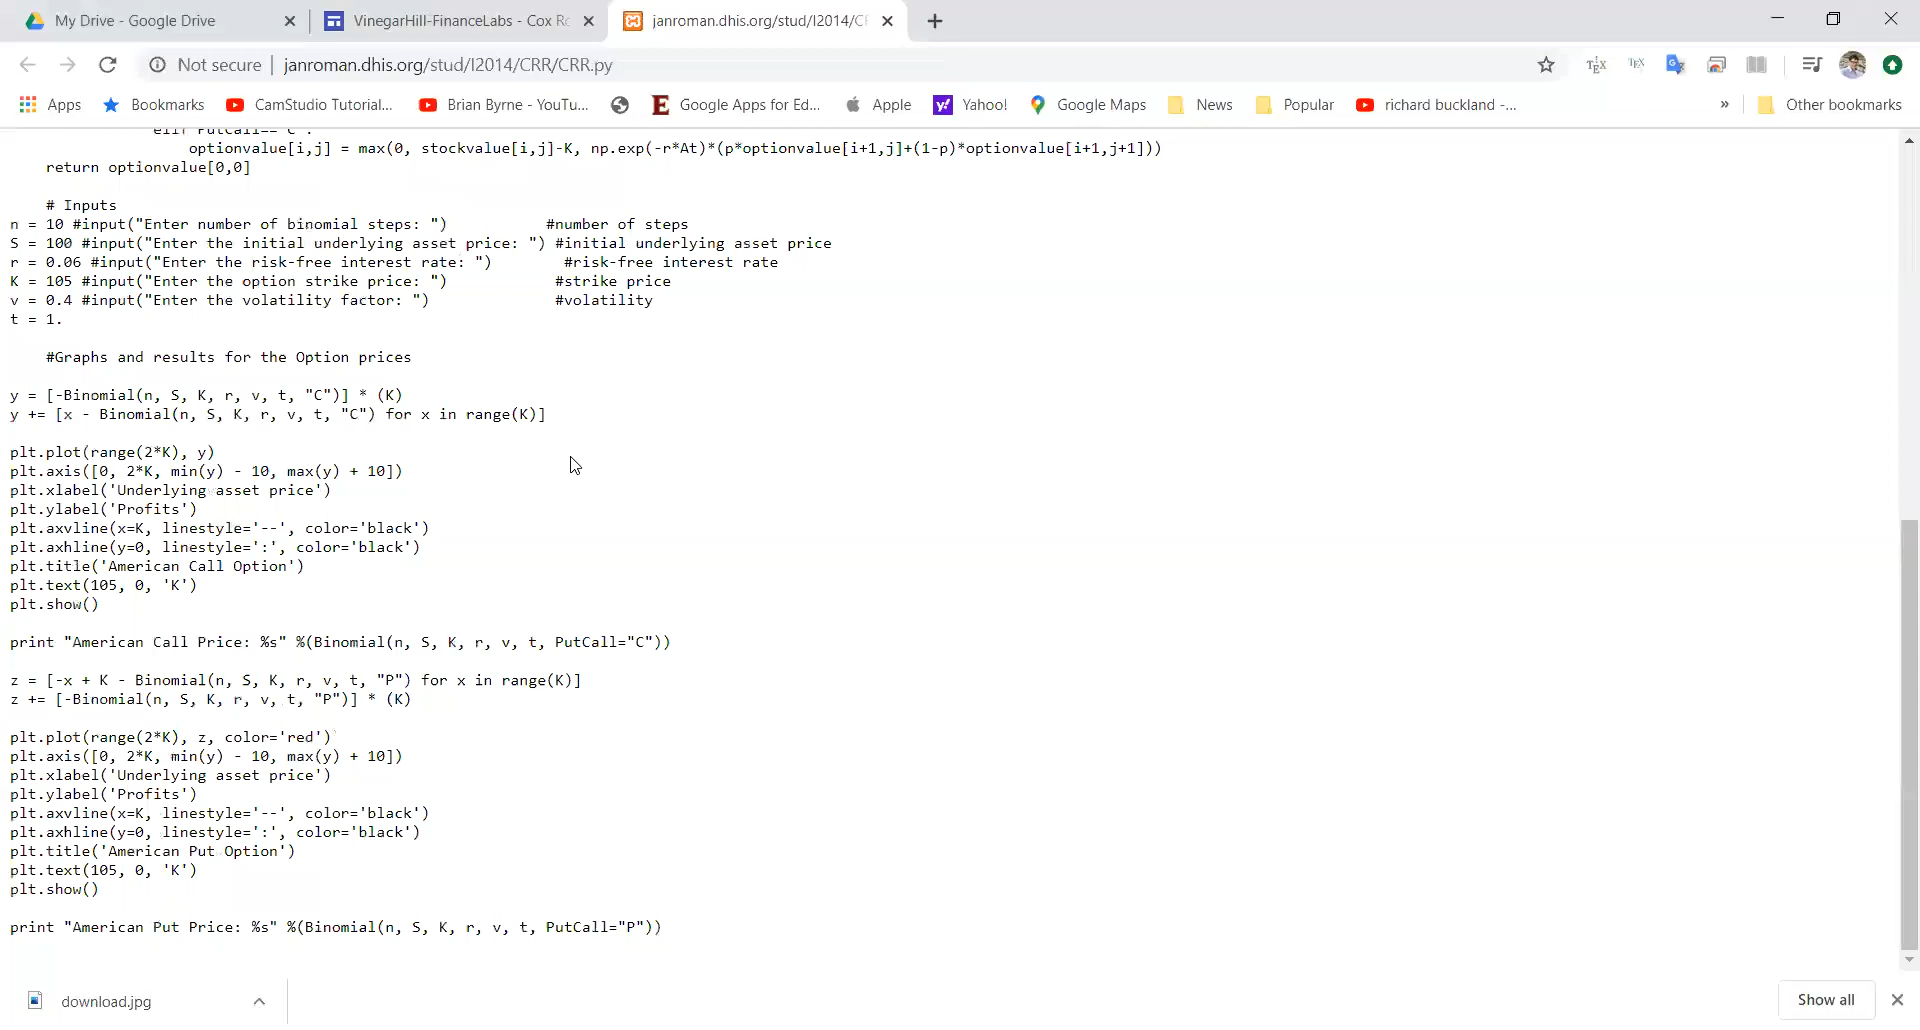 My Drive - Google Drive
VinegarHill-FinanceLabs - Cox Ro
janroman.dhis.org/stud/I2014/CF
Not secure | janroman.dhis.org/stud/I2014/CRR/CRR.py
Apps
Bookmarks
CamStudio Tutorial...
Brian Byrne - YouTu...
Google Apps for Ed...
Apple
Yahoo!
Google Maps
News
Popular
richard buckland -...
»
Other bookmarks
elif PutCall=="C":
optionvalue[i,j] = max(0, stockvalue[i,j]-K, np.exp(-r*At)*(p*optionvalue[i+1,j]+(1-p)*optionvalue[i+1,j+1]))
return optionvalue[0,0]
# Inputs
n = 10 #input("Enter number of binomial steps: ") #number of steps
S = 100 #input("Enter the initial underlying asset price: ") #initial underlying asset price
r = 0.06 #input("Enter the risk-free interest rate: ") #risk-free interest rate
K = 105 #input("Enter the option strike price: ") #strike price
v = 0.4 #input("Enter the volatility factor: ") #volatility
t = 1.
#Graphs and results for the Option prices
y = [-Binomial(n, S, K, r, v, t, "C")] * (K)
y += [x - Binomial(n, S, K, r, v, t, "C") for x in range(K)]
plt.plot(range(2*K), y)
plt.axis([0, 2*K, min(y) - 10, max(y) + 10])
plt.xlabel('Underlying asset price')
plt.ylabel('Profits')
plt.axvline(x=K, linestyle='--', color='black')
plt.axhline(y=0, linestyle=':', color='black')
plt.title('American Call Option')
plt.text(105, 0, 'K')
plt.show()
print "American Call Price: %s" %(Binomial(n, S, K, r, v, t, PutCall="C"))
z = [-x + K - Binomial(n, S, K, r, v, t, "P") for x in range(K)]
z += [-Binomial(n, S, K, r, v, t, "P")] * (K)
plt.plot(range(2*K), z, color='red')
plt.axis([0, 2*K, min(y) - 10, max(y) + 10])
plt.xlabel('Underlying asset price')
plt.ylabel('Profits')
plt.axvline(x=K, linestyle='--', color='black')
plt.axhline(y=0, linestyle=':', color='black')
plt.title('American Put Option')
plt.text(105, 0, 'K')
plt.show()
print "American Put Price: %s" %(Binomial(n, S, K, r, v, t, PutCall="P"))
download.jpg
Show all